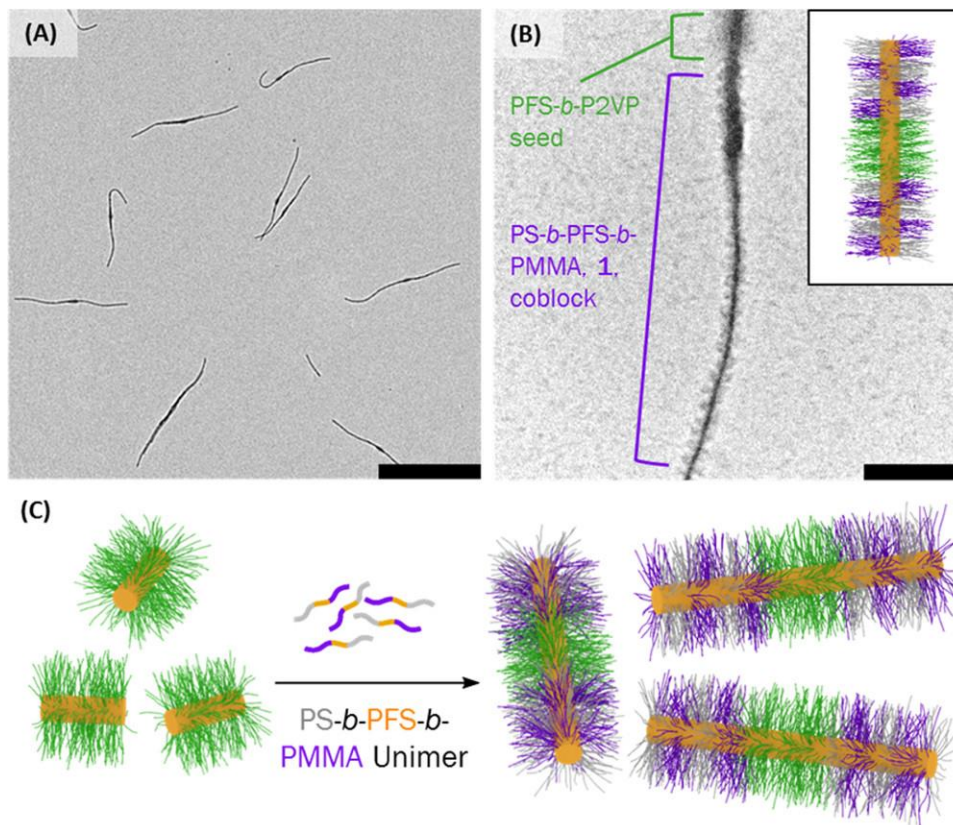 (A)
(B)
PFS-b-P2VP
seed
PS-b-PFS-b-
PMMA, 1,
coblock
(C)
PS-b-PFS-b-
PMMA Unimer